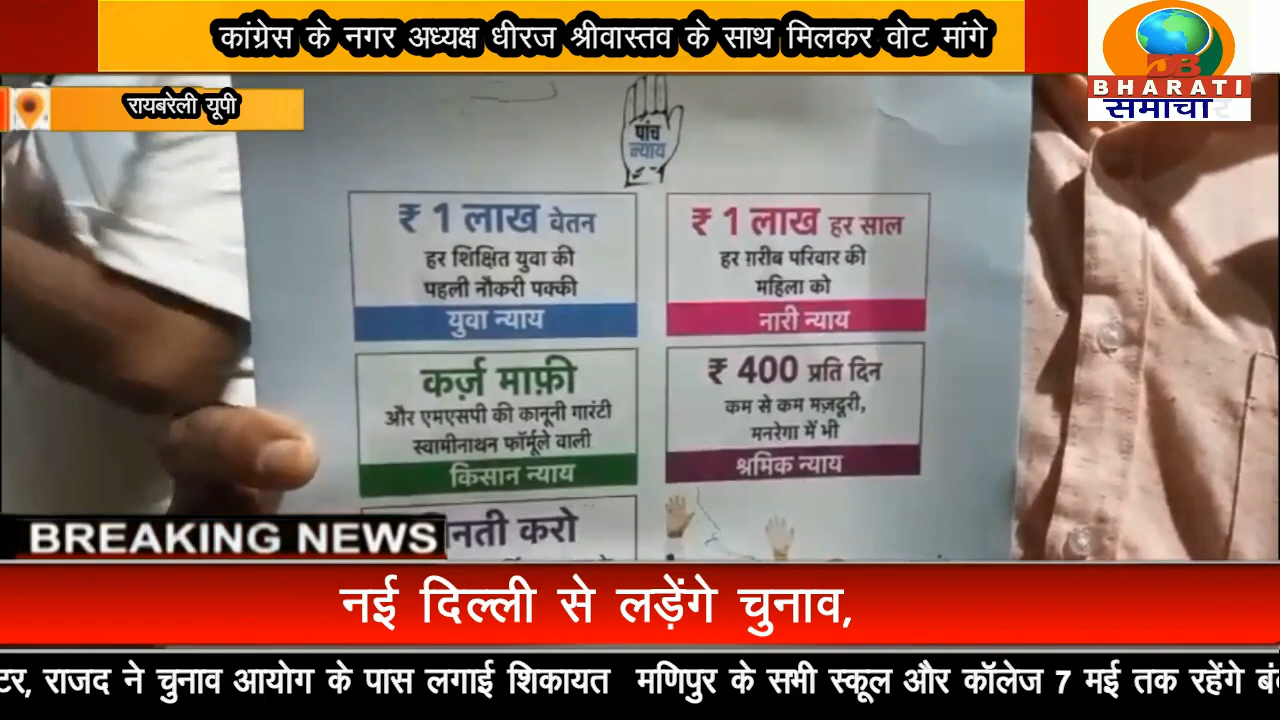 कांग्रेस के नगर अध्यक्ष धीरज श्रीवास्तव के साथ मिलकर वोट मांगे
BHARATI
समाचार
रायबरेली यूपी
पांच
न्याय
₹ 1 लाख वेतन
हर शिक्षित युवा की
पहली नौकरी पक्की
युवा न्याय
₹ 1 लाख हर साल
हर ग़रीब परिवार की
महिला को
नारी न्याय
कर्ज़ माफ़ी
और एमएसपी की कानूनी गारंटी
स्वामीनाथन फॉर्मूले वाली
किसान न्याय
₹ 400 प्रति दिन
कम से कम मज़दूरी,
मनरेगा में भी
श्रमिक न्याय
करो
BREAKING NEWS
नई दिल्ली से लड़ेंगे चुनाव,
राजद ने चुनाव आयोग के पास लगाई शिकायत मणिपुर के सभी स्कूल और कॉलेज 7 मई तक रहेंगे